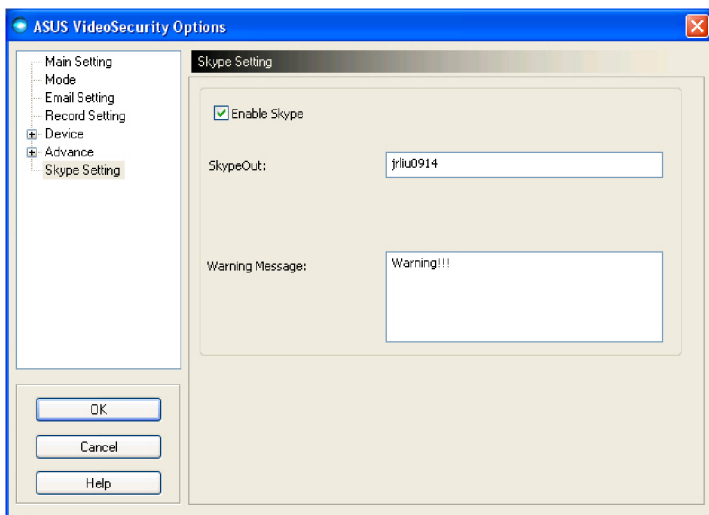 ASUS VideoSecurity Options
Main Setting
Mode
Email Setting
Record Setting
Device
Advance
Skype Setting
OK
Cancel
Help
Skype Setting
Enable Skype
SkypeOut:
jrliu0914
Warning Message:
Warning!!!